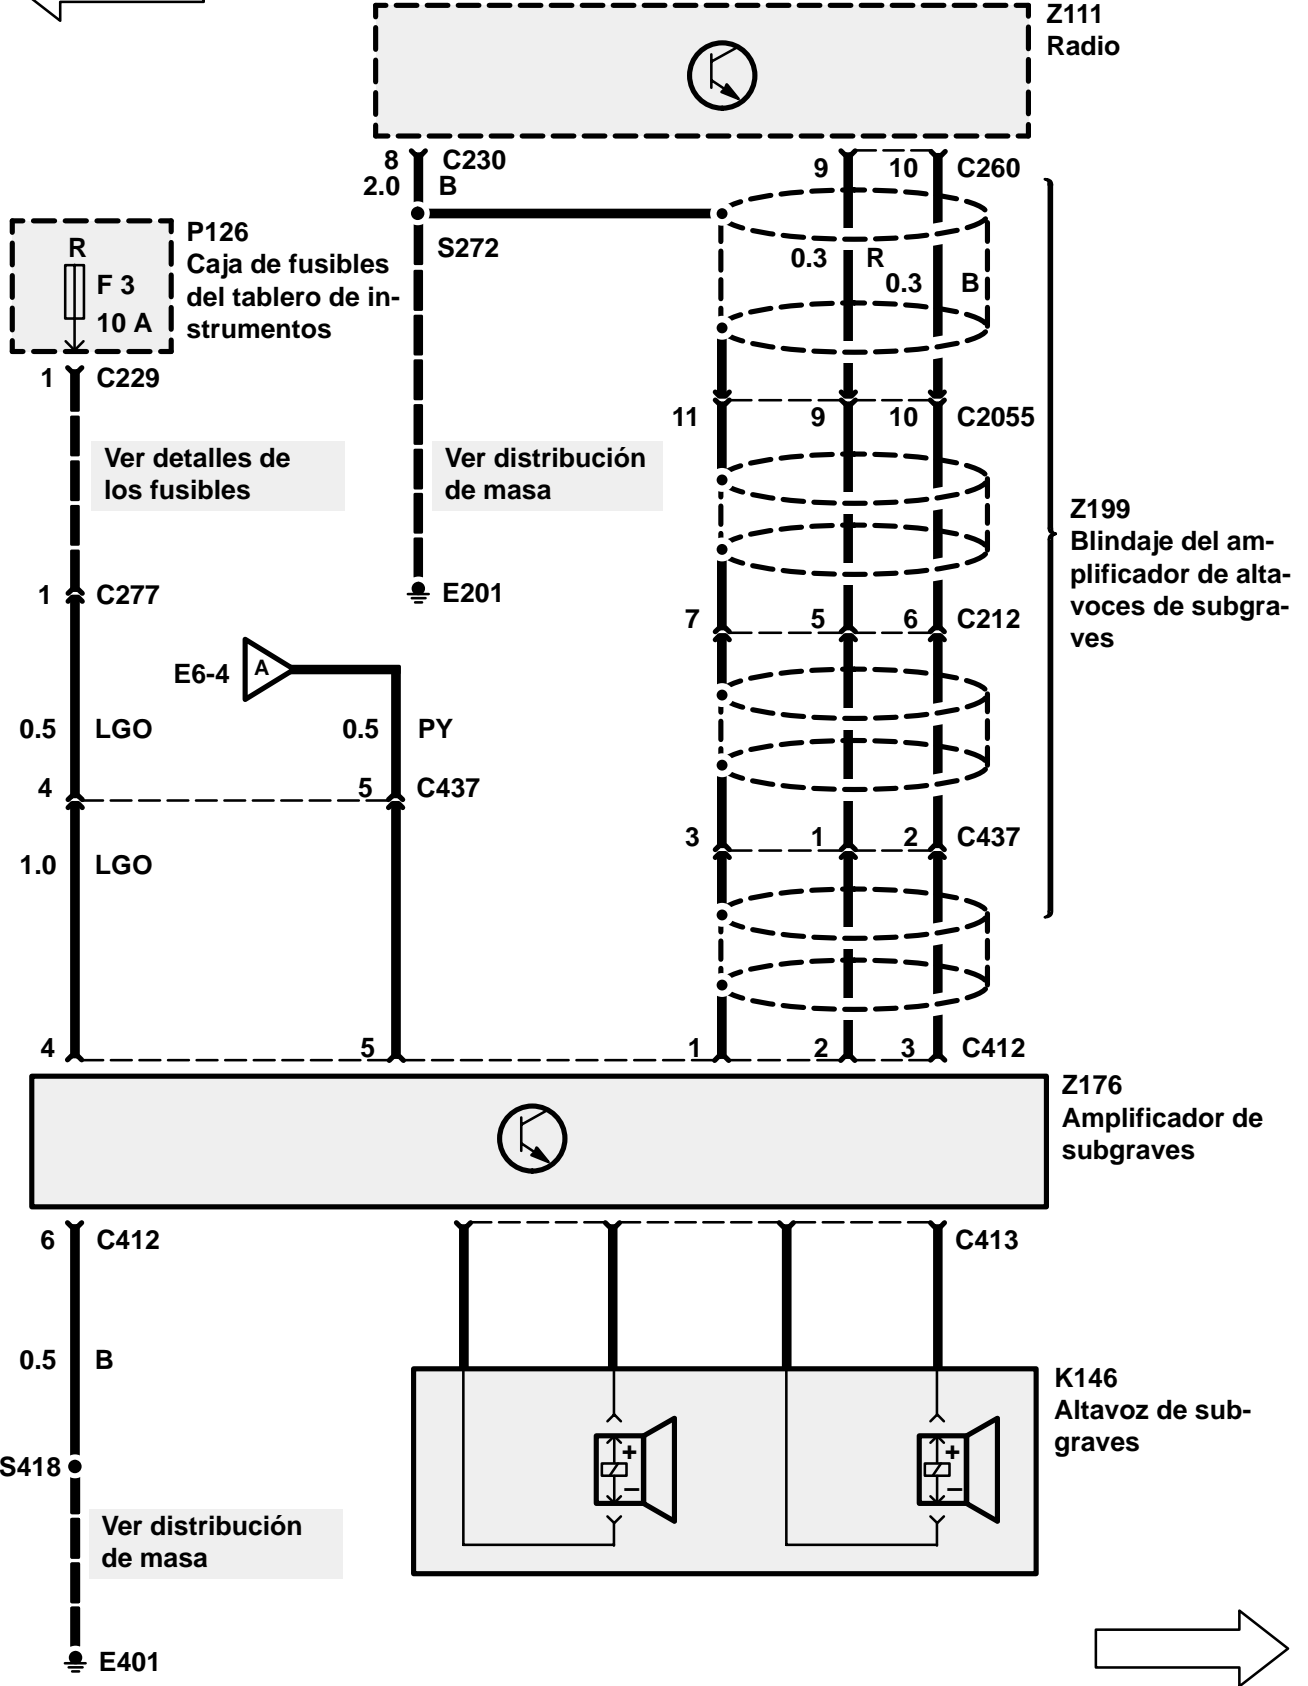 Z111
Radio
8
C230
2.0
B
9
10
C260
P126
Caja de fusibles
del tablero de in-
strumentos
R
F 3
10 A
S272
0.3
R
0.3
B
1
C229
11
9
10
C2055
Ver detalles de
los fusibles
Ver distribución
de masa
Z199
Blindaje del am-
plificador de alta-
voces de subgra-
ves
1
C277
E201
7
5
6
C212
E6-4
A
0.5
LGO
0.5
PY
4
5
C437
3
1
2
C437
1.0
LGO
4
5
1
2
3
C412
Z176
Amplificador de
subgraves
6
C412
C413
0.5
B
K146
Altavoz de sub-
graves
+
−
+
−
S418
Ver distribución
de masa
E401